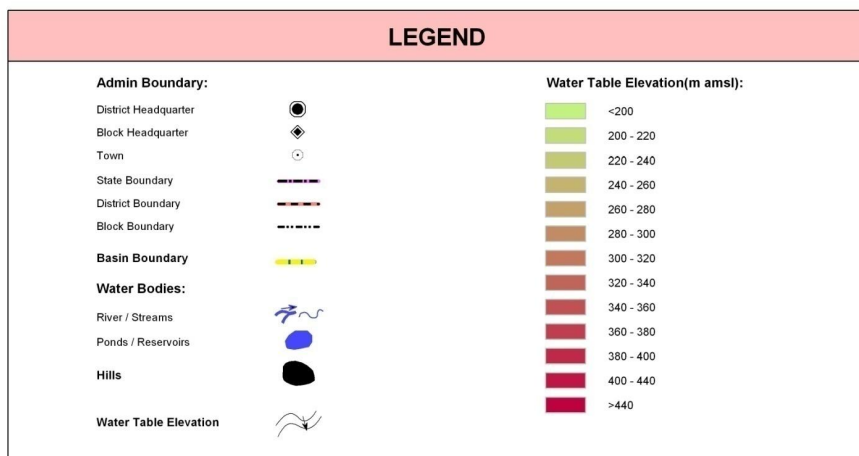 LEGEND
Admin Boundary:
District Headquarter
Block Headquarter
Town
State Boundary
District Boundary
Block Boundary
Basin Boundary
Water Bodies:
River / Streams
Ponds / Reservoirs
Hills
Water Table Elevation
Water Table Elevation(m amsl):
<200
200 - 220
220 - 240
240 - 260
260 - 280
280 - 300
300 - 320
320 - 340
340 - 360
360 - 380
380 - 400
400 - 440
>440